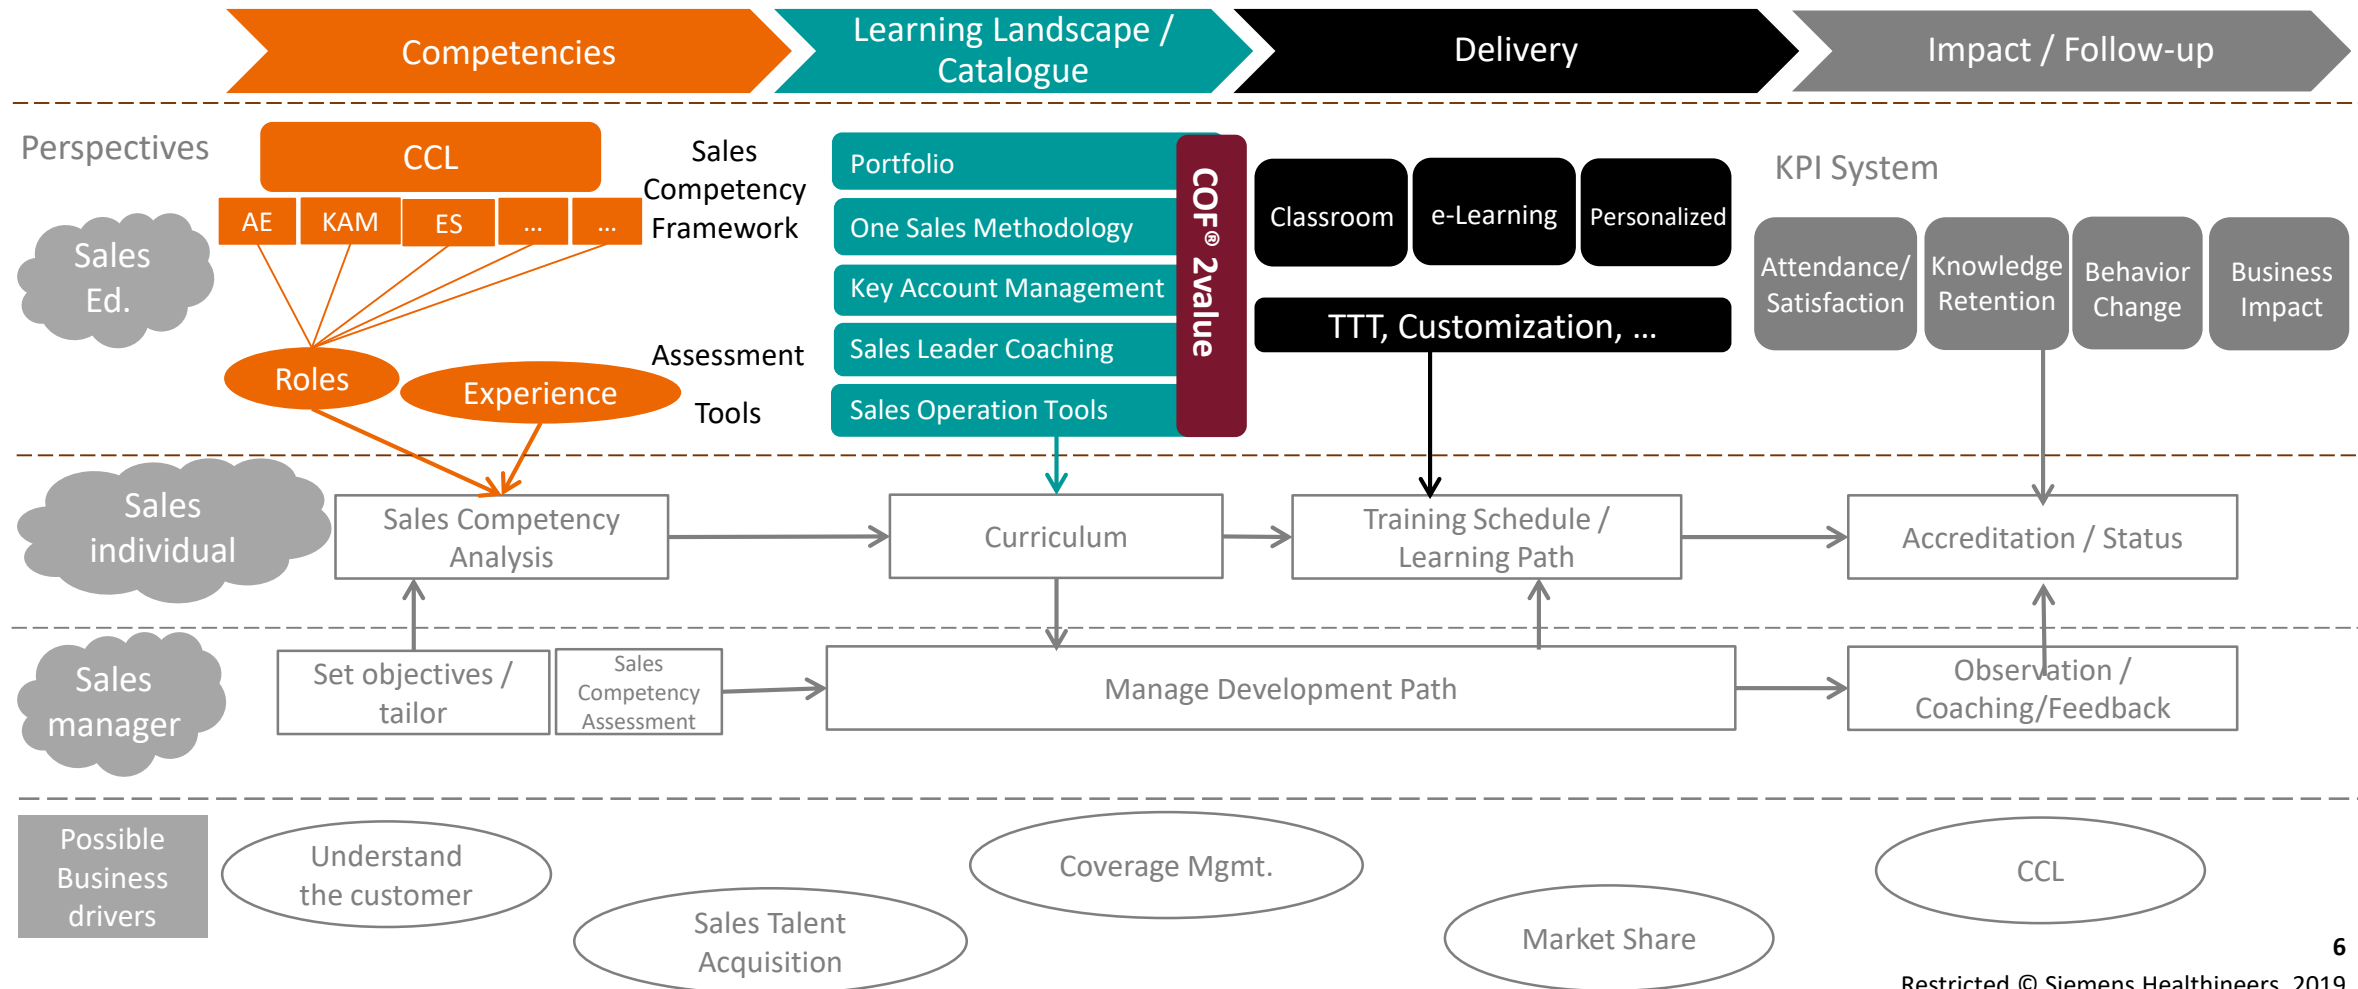 Competencies
Learning Landscape /
Catalogue
Delivery
Impact / Follow-up
Perspectives
CCL
AE
KAM
ES
...
...
Sales
Competency
Framework
Sales
Ed.
Roles
Experience
Assessment
Tools
Portfolio
One Sales Methodology
Key Account Management
Sales Leader Coaching
Sales Operation Tools
COF® 2value
Classroom
e-Learning
Personalized
TTT, Customization, ...
KPI System
Attendance/
Satisfaction
Knowledge
Retention
Behavior
Change
Business
Impact
Sales
individual
Sales Competency
Analysis
Curriculum
Training Schedule /
Learning Path
Accreditation / Status
Sales
manager
Set objectives /
tailor
Sales
Competency
Assessment
Manage Development Path
Observation /
Coaching/Feedback
Possible
Business
drivers
Understand
the customer
Sales Talent
Acquisition
Coverage Mgmt.
Market Share
CCL
6
Restricted © Siemens Healthineers, 2019